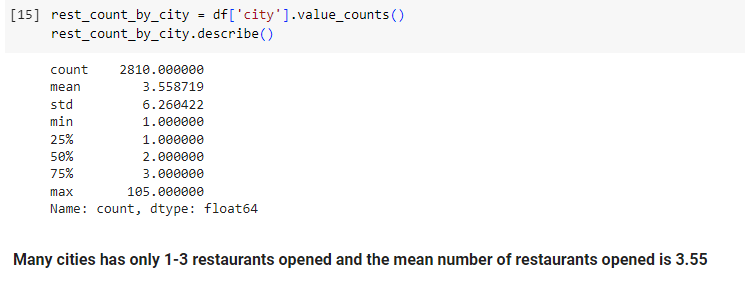 [15] rest_count_by_city = df['city'].value_counts()
rest_count_by_city.describe()
count 2810.000000
mean 3.558719
std 6.260422
min 1.000000
25% 1.000000
50% 2.000000
75% 3.000000
max 105.000000
Name: count, dtype: float64
Many cities has only 1-3 restaurants opened and the mean number of restaurants opened is 3.55